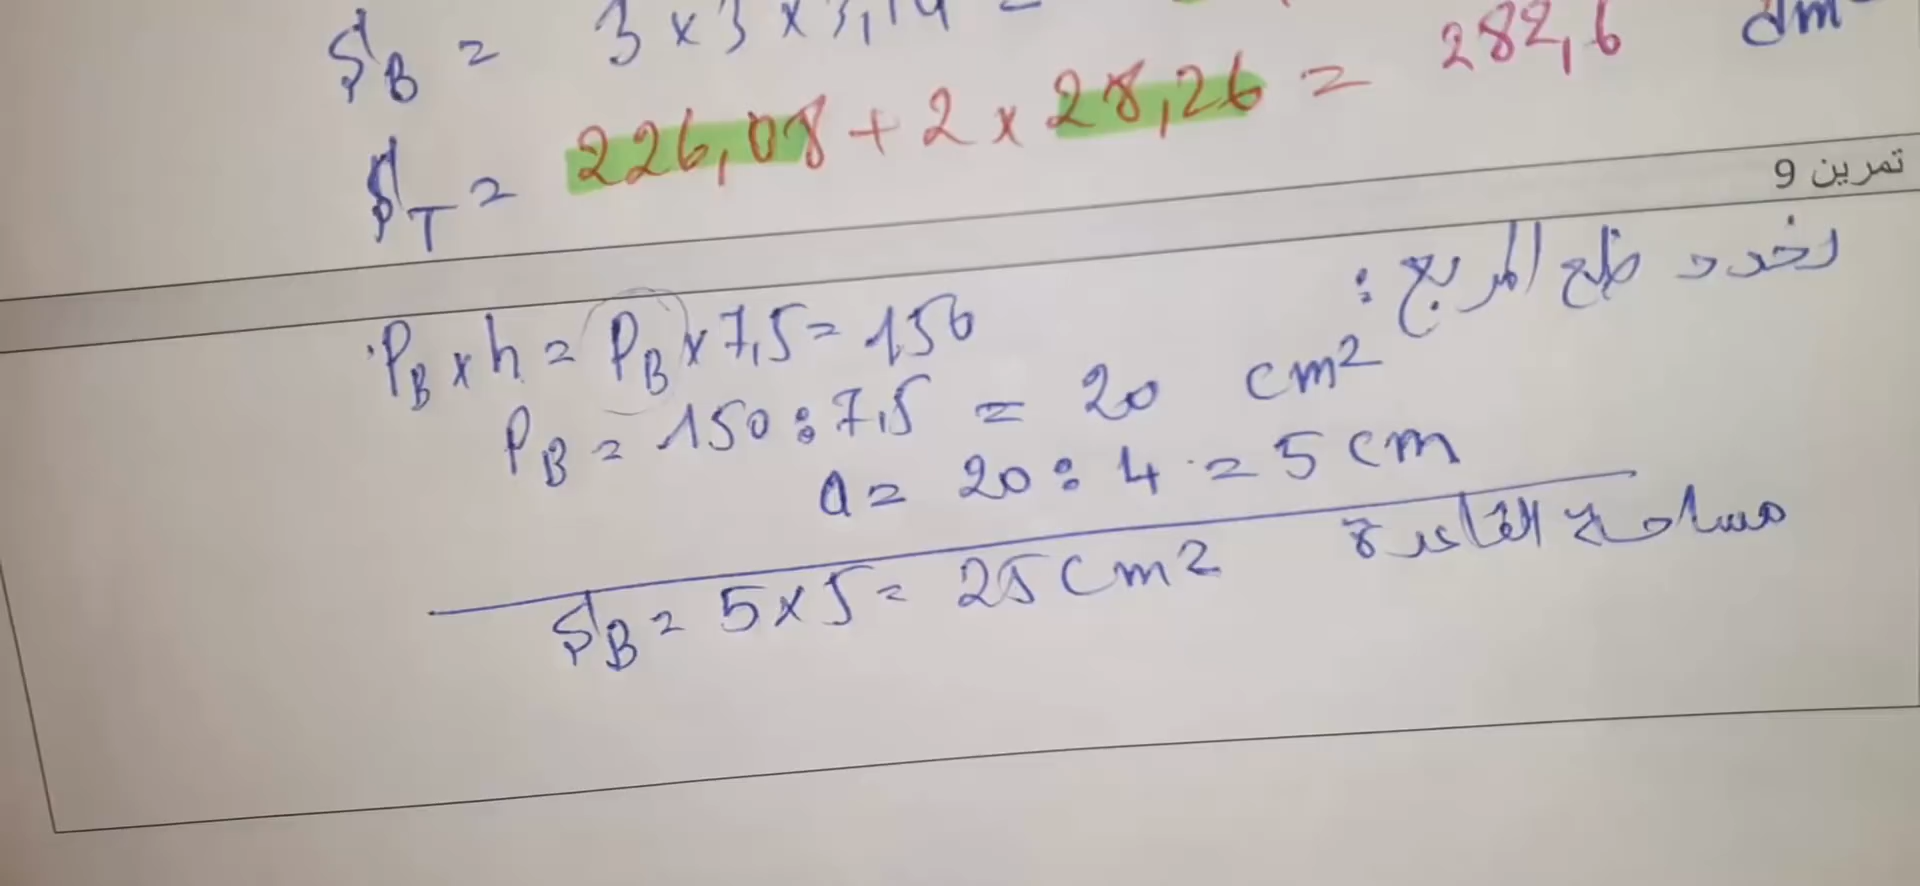 S_B = 3 x 3 x 3,14 =
S_T = 226,08 + 2 x 28,26 = 282,6 dm
تمرين 9
نحدد ضلع المربع :
P_B x h = P_B x 7,5 = 150
P_B = 150 : 7,5 = 20 cm²
a = 20 : 4 = 5 cm
مساحة القاعدة
S_B = 5 x 5 = 25 cm²